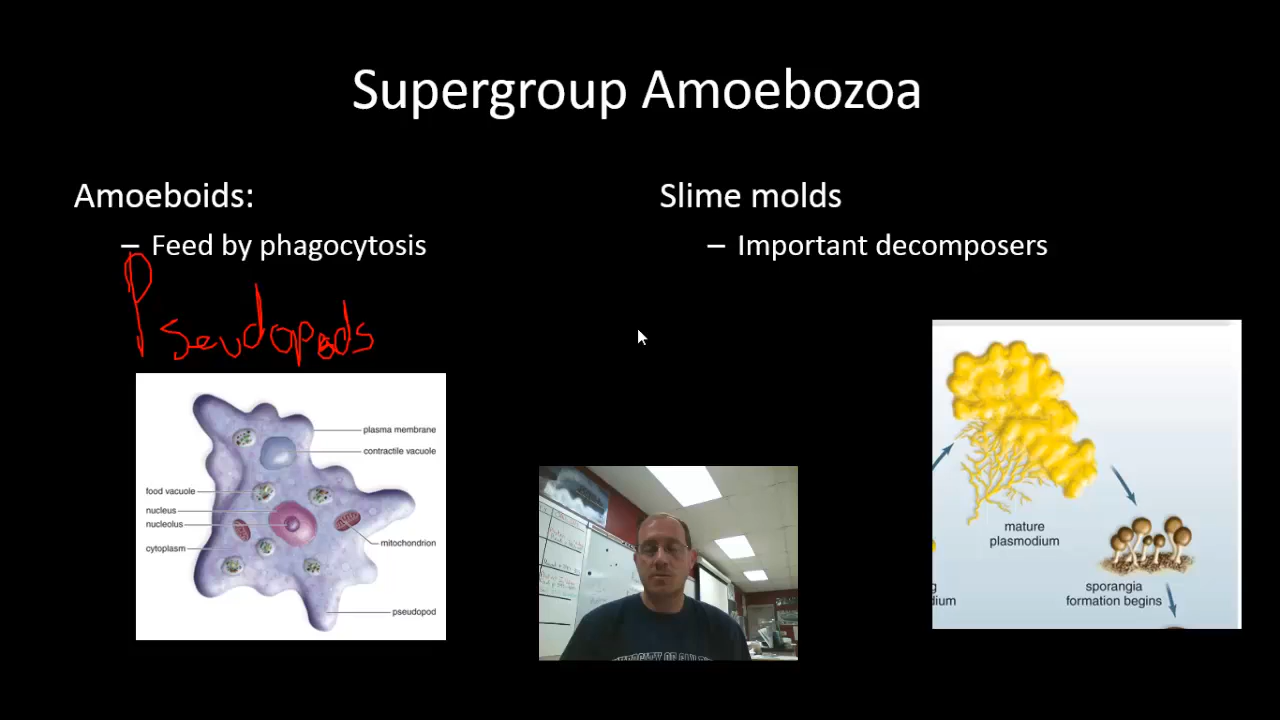 Supergroup Amoebozoa
Amoeboids:
– Feed by phagocytosis
Pseudopods
plasma membrane
contractile vacuole
food vacuole
nucleus
nucleolus
cytoplasm
mitochondrion
pseudopod
Slime molds
– Important decomposers
mature
plasmodium
sporangia
formation begins
g
dium